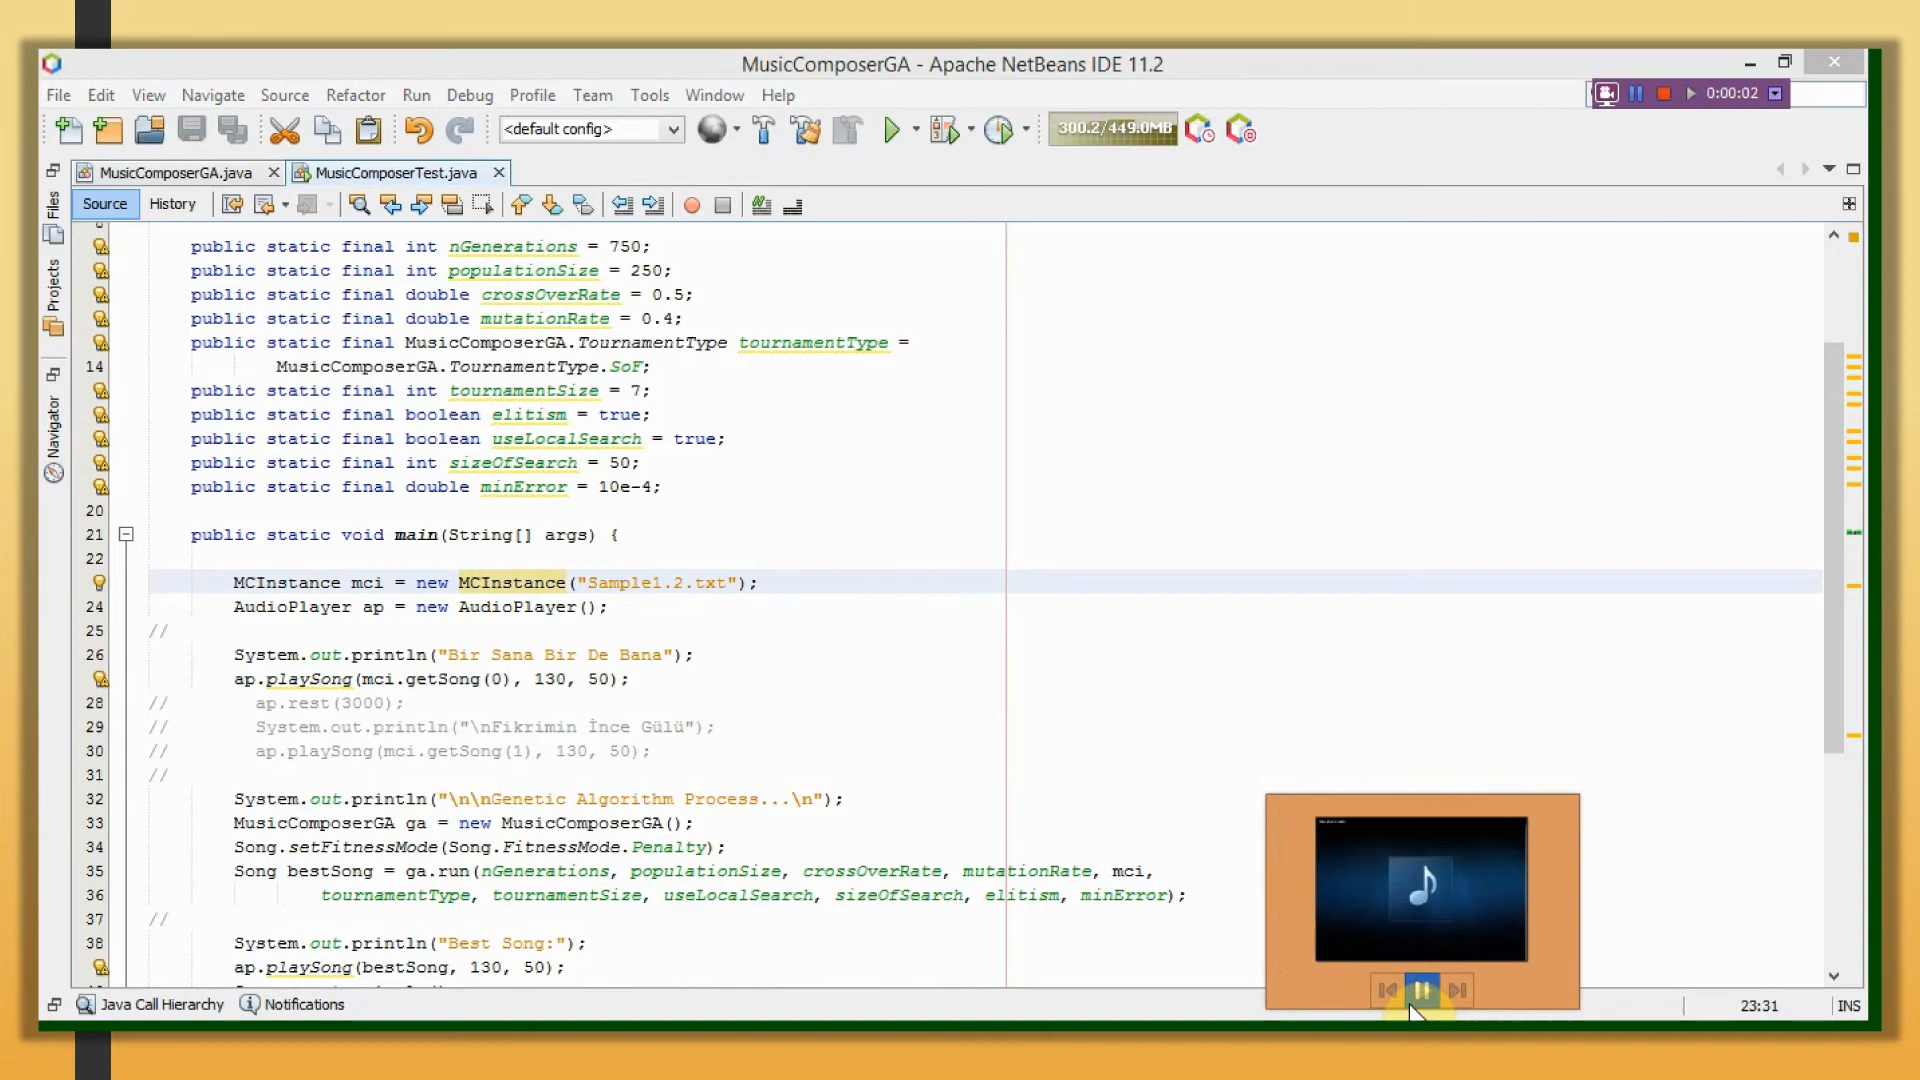 MusicComposerGA - Apache NetBeans IDE 11.2
File Edit View Navigate Source Refactor Run Debug Profile Team Tools Window Help
0:00:02
<default config>
300.2/449.0MB
MusicComposerGA.java
MusicComposerTest.java
Source History
Files
Projects
Navigator
public static final int nGenerations = 750;
public static final int populationSize = 250;
public static final double crossOverRate = 0.5;
public static final double mutationRate = 0.4;
public static final MusicComposerGA.TournamentType tournamentType =
14 MusicComposerGA.TournamentType.SoF;
public static final int tournamentSize = 7;
public static final boolean elitism = true;
public static final boolean useLocalSearch = true;
public static final int sizeOfSearch = 50;
public static final double minError = 10e-4;
20
21 public static void main(String[] args) {
22
MCInstance mci = new MCInstance("Sample1.2.txt");
24 AudioPlayer ap = new AudioPlayer();
25 //
26 System.out.println("Bir Sana Bir De Bana");
ap.playSong(mci.getSong(0), 130, 50);
28 // ap.rest(3000);
29 // System.out.println("\nFikrimin İnce Gülü");
30 // ap.playSong(mci.getSong(1), 130, 50);
31 //
32 System.out.println("\n\nGenetic Algorithm Process...\n");
33 MusicComposerGA ga = new MusicComposerGA();
34 Song.setFitnessMode(Song.FitnessMode.Penalty);
35 Song bestSong = ga.run(nGenerations, populationSize, crossOverRate, mutationRate, mci,
36 tournamentType, tournamentSize, useLocalSearch, sizeOfSearch, elitism, minError);
37 //
38 System.out.println("Best Song:");
ap.playSong(bestSong, 130, 50);
Java Call Hierarchy Notifications
23:31 INS